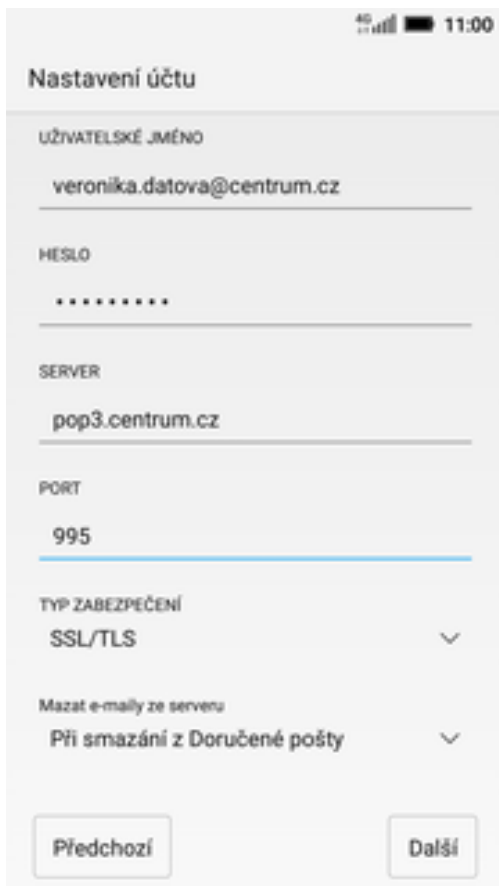 4G 11:00
Nastavení účtu
UŽIVATELSKÉ JMÉNO
veronika.datova@centrum.cz
HESLO
•••••••••
SERVER
pop3.centrum.cz
PORT
995
TYP ZABEZPEČENÍ
SSL/TLS
Mazat e-maily ze serveru
Při smazání z Doručené pošty
Předchozí Další